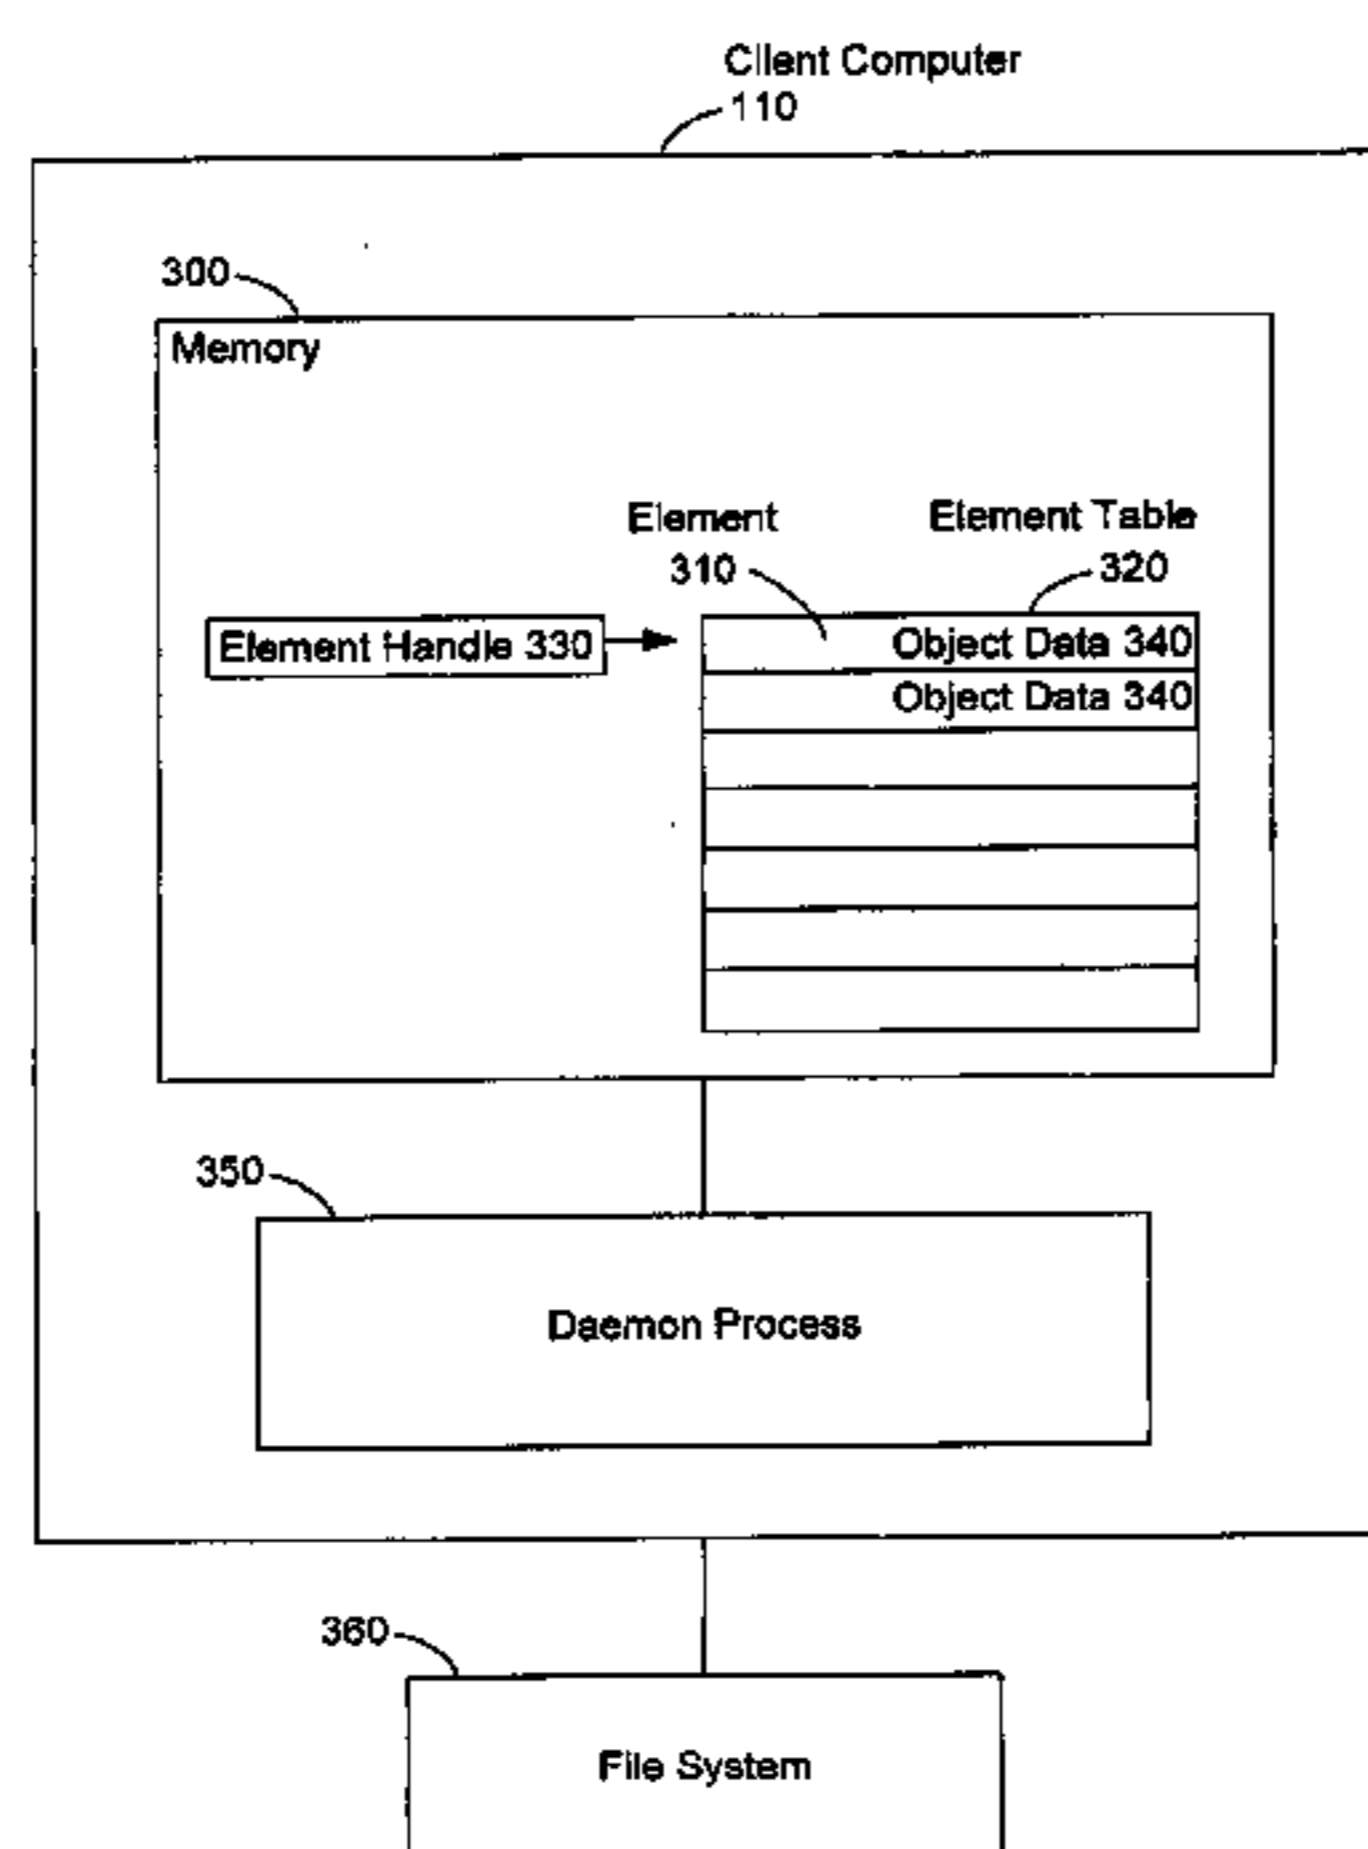 Client Computer
110
300
Memory
Element
310
Element Table
320
Element Handle 330
Object Data 340
Object Data 340
350
Daemon Process
360
File System